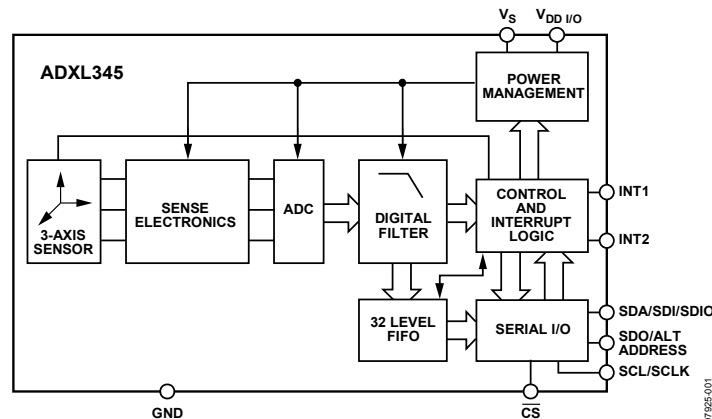 VS
VDD I/O
ADXL345
POWER
MANAGEMENT
3-AXIS
SENSOR
SENSE
ELECTRONICS
ADC
DIGITAL
FILTER
CONTROL
AND
INTERRUPT
LOGIC
INT1
INT2
32 LEVEL
FIFO
SERIAL I/O
SDA/SDI/SDIO
SDO/ALT
ADDRESS
SCL/SCLK
GND
CS
07925-001